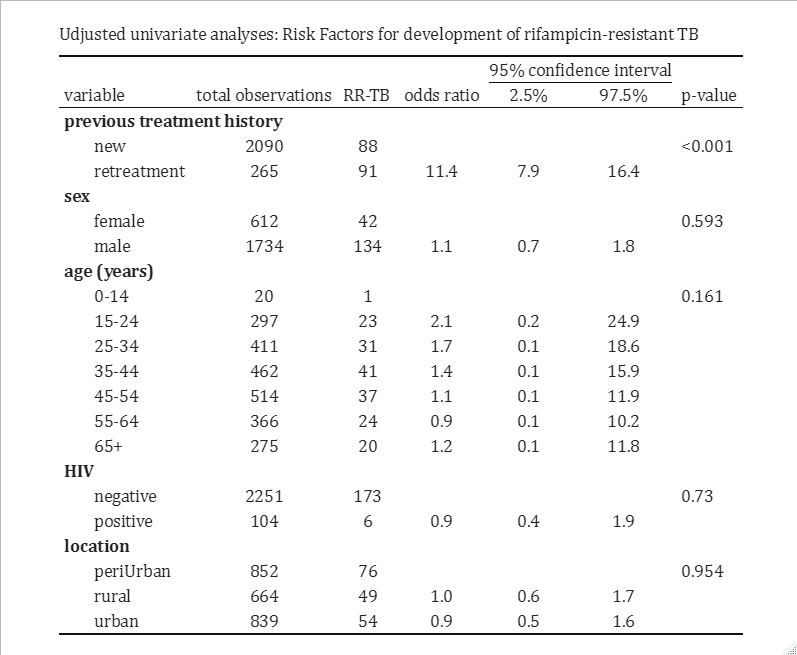 Udjusted univariate analyses: Risk Factors for development of rifampicin-resistant TB
95% confidence interval
variable total observations RR-TB odds ratio 2.5% 97.5% p-value
previous treatment history
new 2090 88 <0.001
retreatment 265 91 11.4 7.9 16.4
sex
female 612 42 0.593
male 1734 134 1.1 0.7 1.8
age (years)
0-14 20 1 0.161
15-24 297 23 2.1 0.2 24.9
25-34 411 31 1.7 0.1 18.6
35-44 462 41 1.4 0.1 15.9
45-54 514 37 1.1 0.1 11.9
55-64 366 24 0.9 0.1 10.2
65+ 275 20 1.2 0.1 11.8
HIV
negative 2251 173 0.73
positive 104 6 0.9 0.4 1.9
location
periUrban 852 76 0.954
rural 664 49 1.0 0.6 1.7
urban 839 54 0.9 0.5 1.6